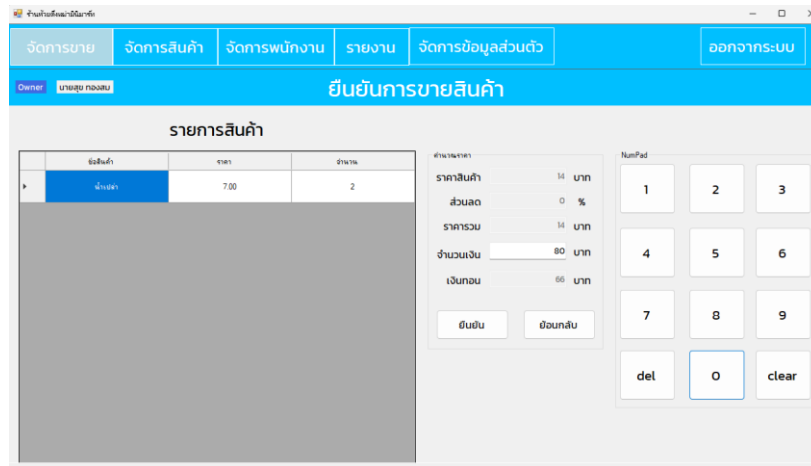 ร้านห้วยผึ้งเฒ่ามินิมาร์ท
จัดการขาย จัดการสินค้า จัดการพนักงาน รายงาน จัดการข้อมูลส่วนตัว ออกจากระบบ
Owner นายสุข ทองสบ ยืนยันการขายสินค้า
รายการสินค้า
ชื่อสินค้า ราคา จำนวน
น้ำเปล่า 7.00 2
คำนวณราคา
ราคาสินค้า 14 บาท
ส่วนลด 0 %
ราคารวม 14 บาท
จำนวนเงิน 80 บาท
เงินทอน 66 บาท
ยืนยัน ย้อนกลับ
NumPad
1 2 3
4 5 6
7 8 9
del 0 clear